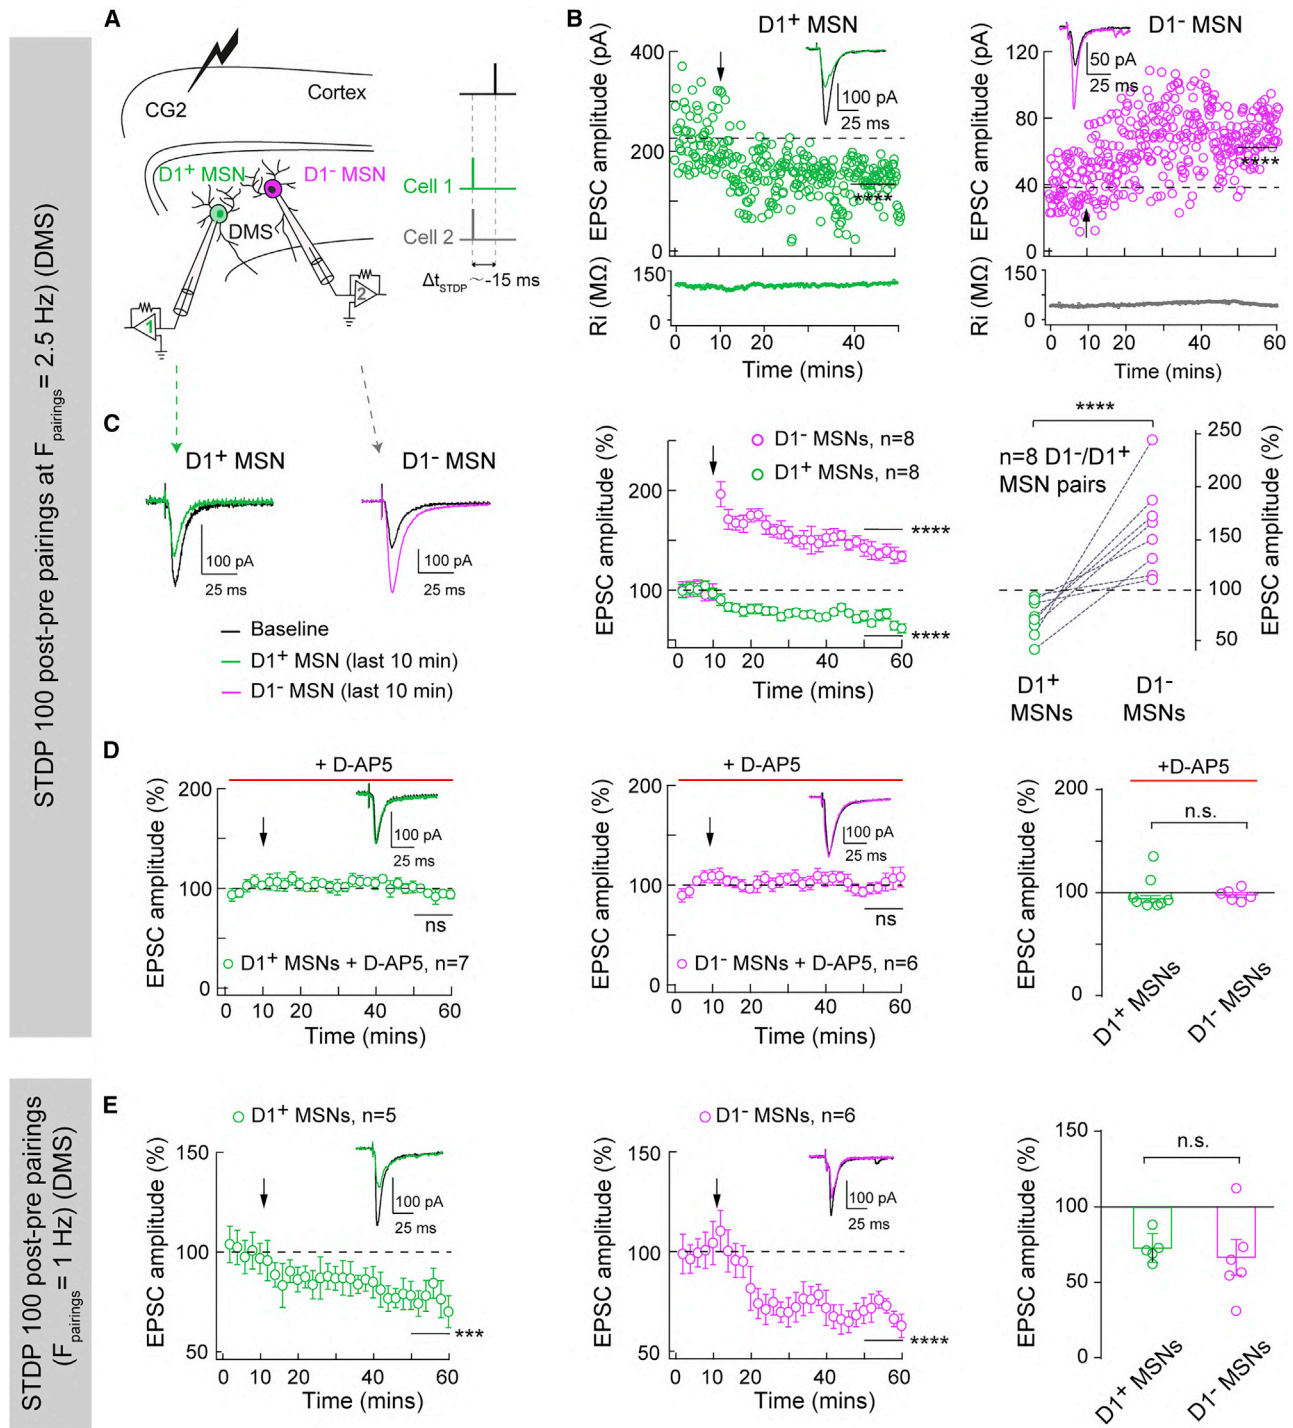 STDP 100 post-pre pairings at Fpairings= 2.5 Hz) (DMS)
A
CG2
Cortex
D1+ MSN
D1- MSN
DMS
1
2
Cell 1
Cell 2
ΔtSTDP ~-15 ms
B
D1+ MSN
EPSC amplitude (pA)
400
200
0
100 pA
25 ms
****
Ri (MΩ)
150
0
0 10 20 40
Time (mins)
D1- MSN
EPSC amplitude (pA)
120
80
40
0
50 pA
25 ms
****
Ri (MΩ)
150
0
0 10 20 40 60
Time (mins)
C
D1+ MSN
100 pA
25 ms
D1- MSN
100 pA
25 ms
Baseline
D1+ MSN (last 10 min)
D1- MSN (last 10 min)
EPSC amplitude (%)
200
100
D1- MSNs, n=8
D1+ MSNs, n=8
****
****
0 10 20 40 60
Time (mins)
****
n=8 D1-/D1+
MSN pairs
250
200
150
100
50
EPSC amplitude (%)
D1+
MSNs
D1-
MSNs
D
+ D-AP5
EPSC amplitude (%)
200
100
0
100 pA
25 ms
ns
D1+ MSNs + D-AP5, n=7
0 10 20 40 60
Time (mins)
+ D-AP5
EPSC amplitude (%)
200
100
0
100 pA
25 ms
ns
D1- MSNs + D-AP5, n=6
0 10 20 40 60
Time (mins)
+D-AP5
n.s.
EPSC amplitude (%)
200
100
0
D1+ MSNs
D1- MSNs
STDP 100 post-pre pairings
(Fpairings= 1 Hz) (DMS)
E
D1+ MSNs, n=5
EPSC amplitude (%)
150
100
50
100 pA
25 ms
***
0 10 20 40 60
Time (mins)
D1- MSNs, n=6
EPSC amplitude (%)
150
100
50
100 pA
25 ms
****
0 10 20 40 60
Time (mins)
n.s.
EPSC amplitude (%)
150
100
50
0
D1+ MSNs
D1- MSNs